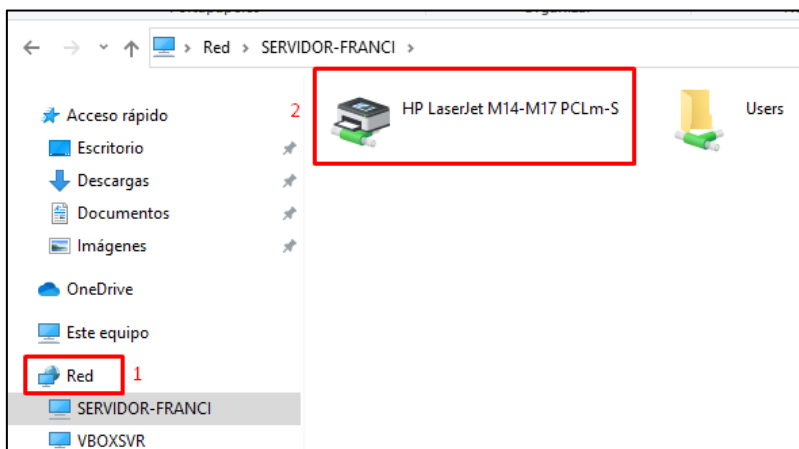 Red > SERVIDOR-FRANCI >
Acceso rápido
Escritorio
Descargas
Documentos
Imágenes
OneDrive
Este equipo
Red
1
SERVIDOR-FRANCI
VBOXSVR
2
HP LaserJet M14-M17 PCLm-S
Users